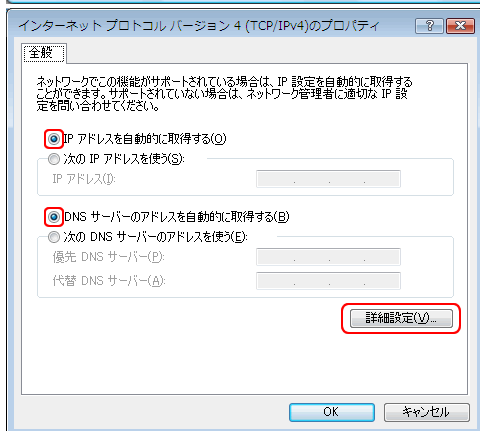 インターネット プロトコル バージョン 4 (TCP/IPv4)のプロパティ
全般
ネットワークでこの機能がサポートされている場合は、IP 設定を自動的に取得する
ことができます。サポートされていない場合は、ネットワーク管理者に適切な IP 設
定を問い合わせてください。
IP アドレスを自動的に取得する(O)
次の IP アドレスを使う(S):
IP アドレス(I):
DNS サーバーのアドレスを自動的に取得する(B)
次の DNS サーバーのアドレスを使う(E):
優先 DNS サーバー(P):
代替 DNS サーバー(A):
詳細設定(V)...
OK
キャンセル